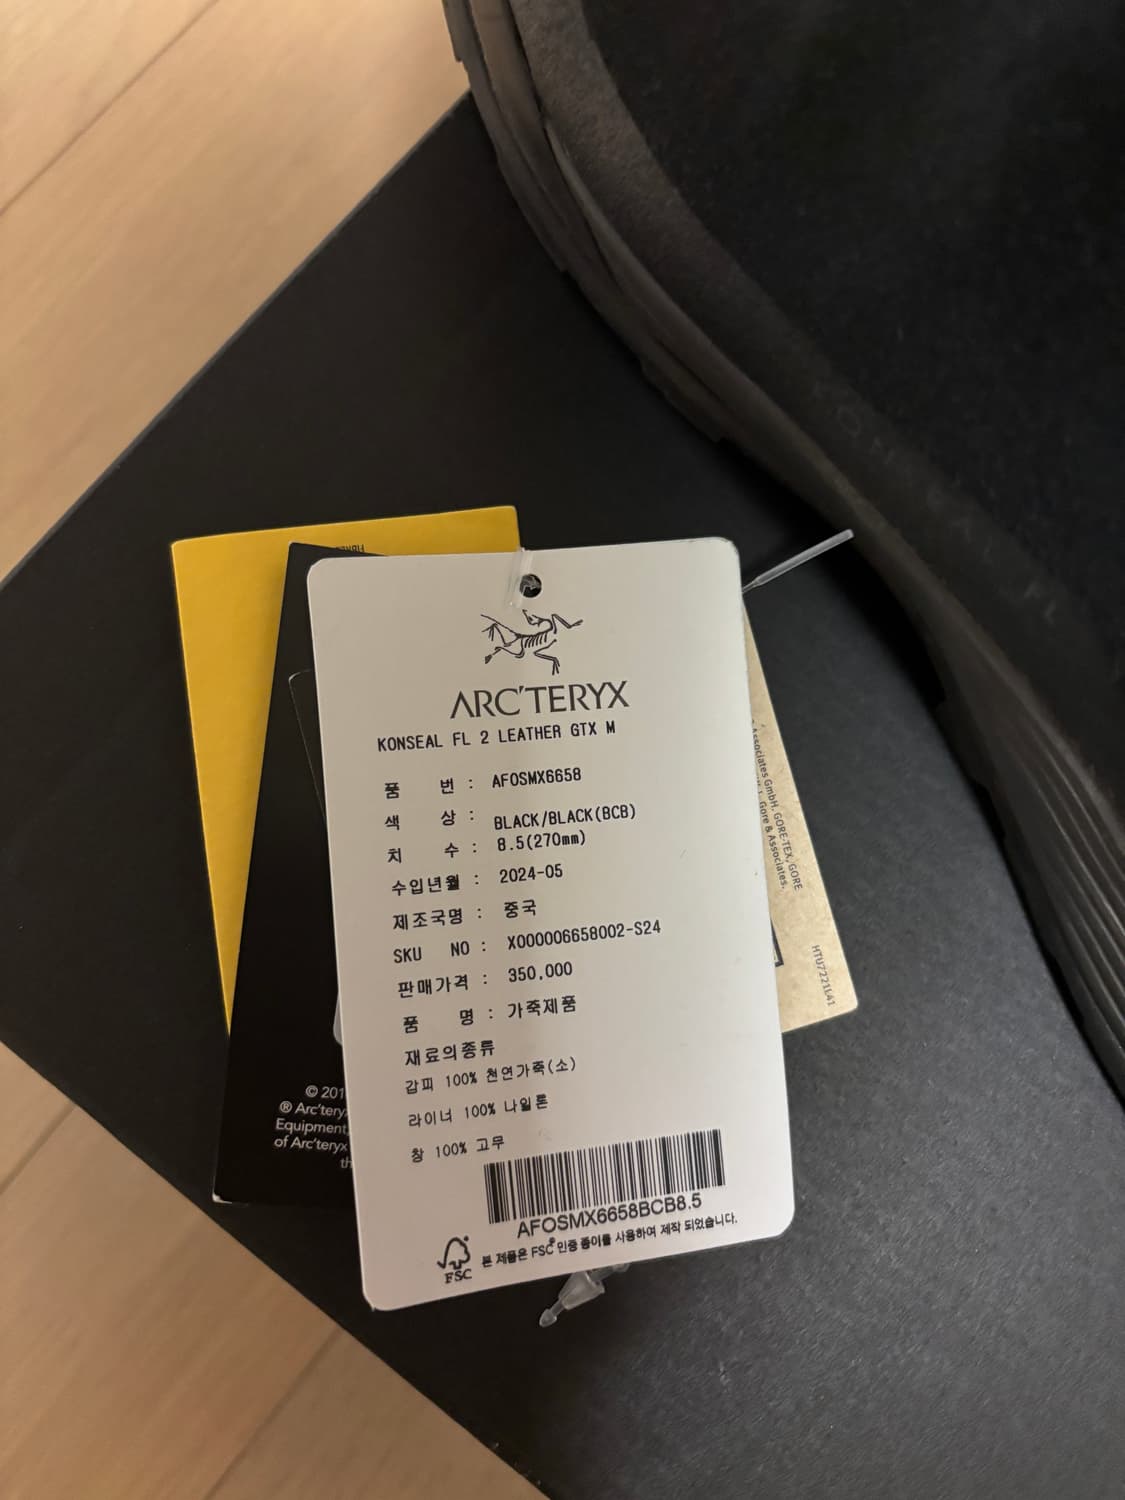 ARC'TERYX
KONSEAL FL 2 LEATHER GTX M
품 번 : AFOSMX6658
색 상 : BLACK/BLACK(BCB)
치 수 : 8.5(270mm)
수입년월 : 2024-05
제조국명 : 중국
SKU NO : X000006658002-S24
판매가격 : 350,000
품 명 : 가죽제품
재료의종류
갑피 100% 천연가죽(소)
라이너 100% 나일론
창 100% 고무
AFOSMX6658BCB8.5
FSC
본 제품은 FSC® 인증 종이를 사용하여 제작 되었습니다.
© 201
® Arc'tery
Equipment
of Arc'teryx
th
Associates GmbH. GORE-TEX, GORE
Gore & Associates.
HTU7221L41